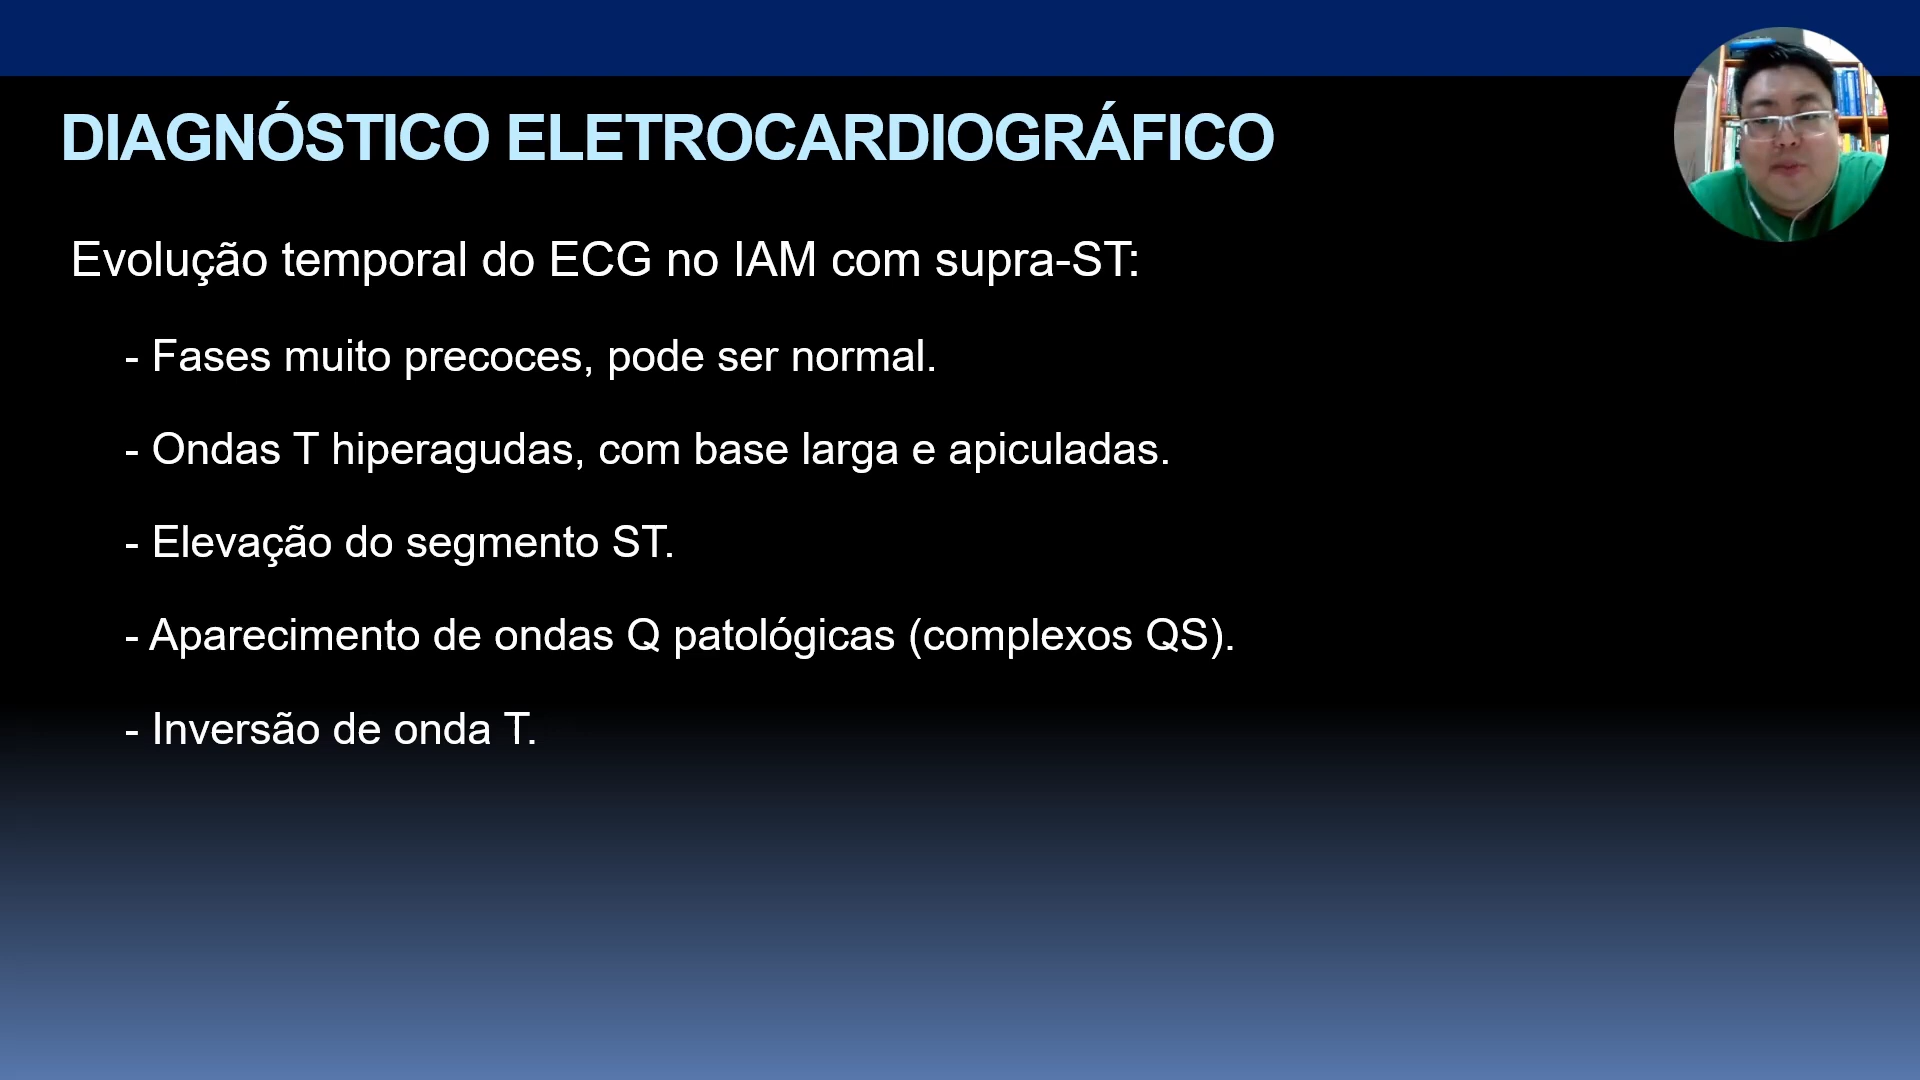 DIAGNÓSTICO ELETROCARDIOGRÁFICO
Evolução temporal do ECG no IAM com supra-ST:
- Fases muito precoces, pode ser normal.
- Ondas T hiperagudas, com base larga e apiculadas.
- Elevação do segmento ST.
- Aparecimento de ondas Q patológicas (complexos QS).
- Inversão de onda T.